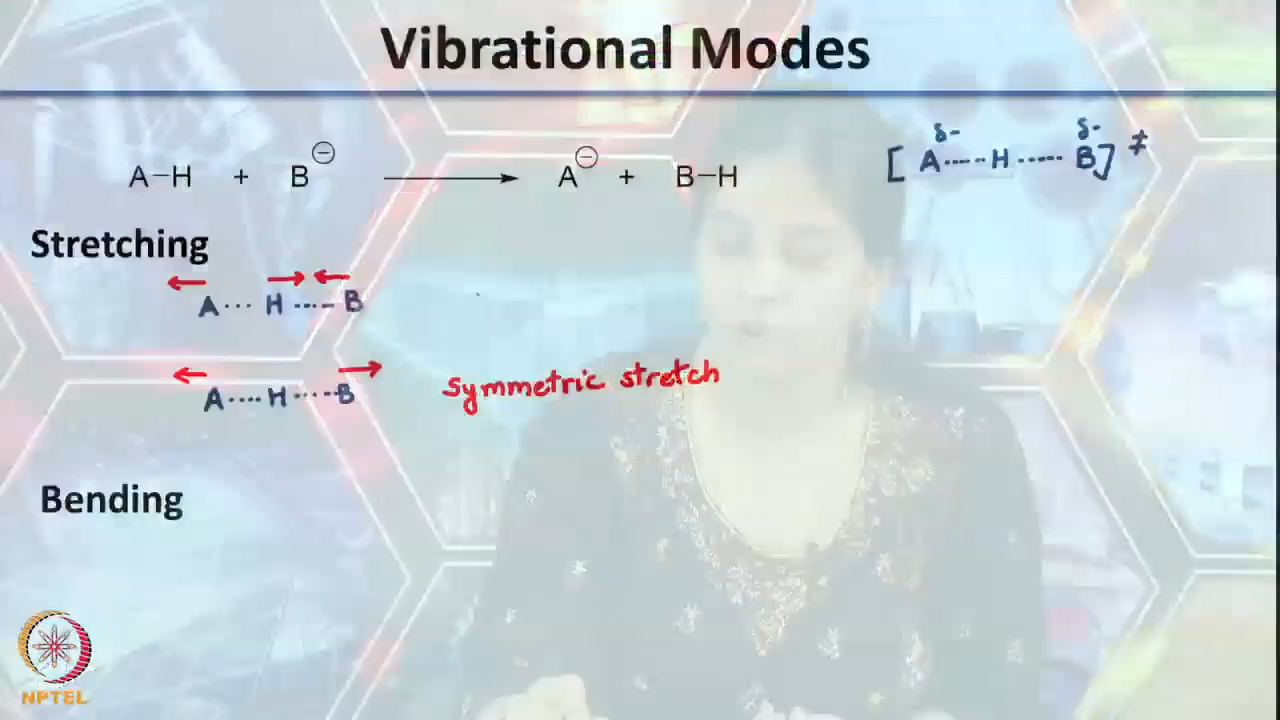 Vibrational Modes
[A.....H.....B]‡
δ- δ-
A–H + B⊖ → A⊖ + B–H
Stretching
← → ←
A...H.....B
← →
A....H....B Symmetric stretch
Bending
NPTEL